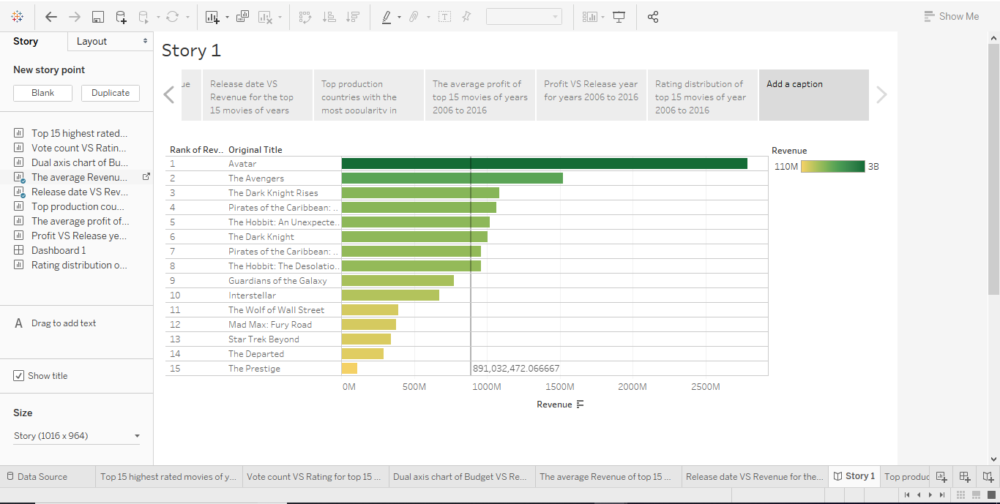 Show Me
Story
Layout
New story point
Blank
Duplicate
Top 15 highest rated...
Vote count VS Ratin...
Dual axis chart of Bu...
The average Revenu...
Release date VS Rev...
Top production cou...
The average profit of...
Profit VS Release ye...
Dashboard 1
Rating distribution o...
A Drag to add text
Show title
Size
Story (1016 x 964)
Story 1
ue
Release date VS
Revenue for the top
15 movies of years
Top production
countries with the
most popularity in
The average profit of
top 15 movies of years
2006 to 2016
Profit VS Release year
for years 2006 to 2016
Rating distribution of
top 15 movies of year
2006 to 2016
Add a caption
Rank of Rev.. Original Title
1 Avatar
2 The Avengers
3 The Dark Knight Rises
4 Pirates of the Caribbean: ..
5 The Hobbit: An Unexpecte..
6 The Dark Knight
7 Pirates of the Caribbean: ..
8 The Hobbit: The Desolatio..
9 Guardians of the Galaxy
10 Interstellar
11 The Wolf of Wall Street
12 Mad Max: Fury Road
13 Star Trek Beyond
14 The Departed
15 The Prestige
891,032,472.066667
0M 500M 1000M 1500M 2000M 2500M
Revenue
Revenue
110M 3B
Data Source
Top 15 highest rated movies of y...
Vote count VS Rating for top 15 ...
Dual axis chart of Budget VS Re...
The average Revenue of top 15 ...
Release date VS Revenue for the...
Story 1
Top produc